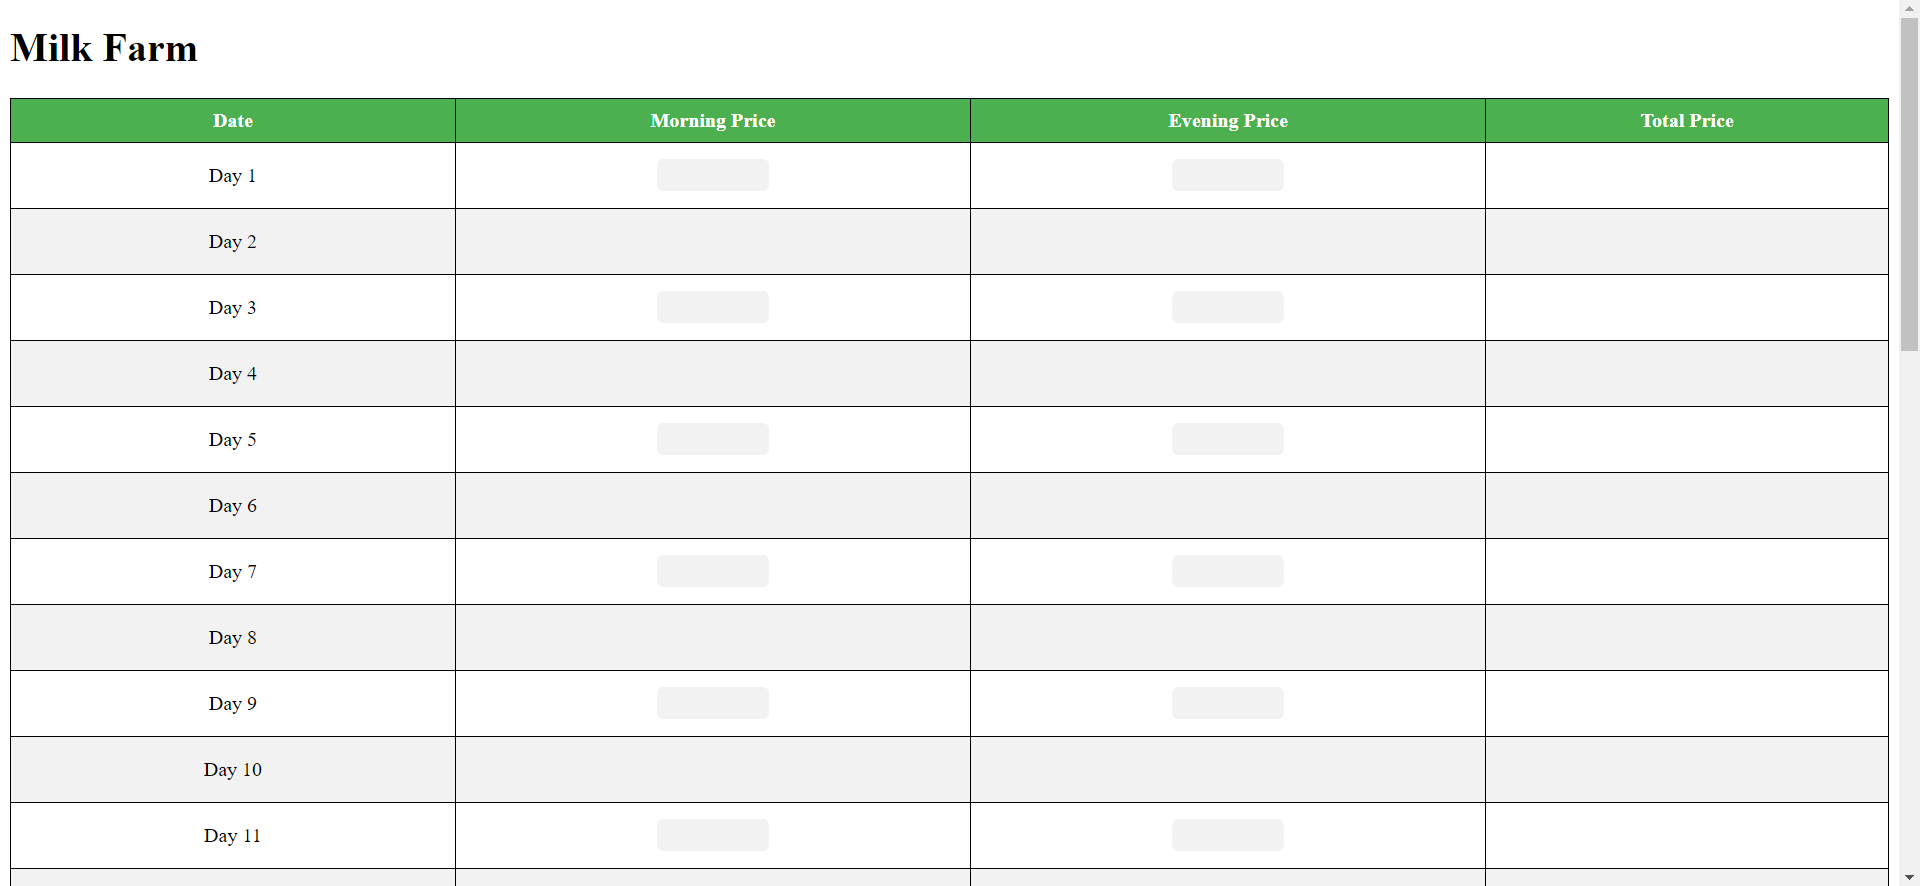 Milk Farm
Date Morning Price Evening Price Total Price
Day 1
Day 2
Day 3
Day 4
Day 5
Day 6
Day 7
Day 8
Day 9
Day 10
Day 11